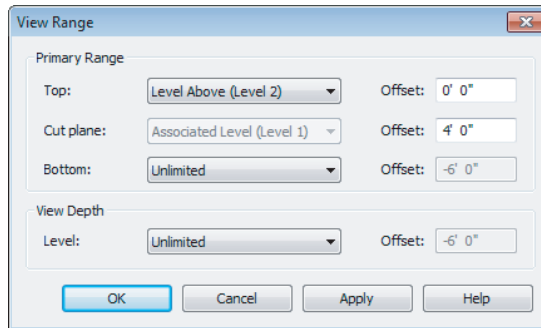 View Range
Primary Range
Top: Level Above (Level 2) Offset: 0' 0"
Cut plane: Associated Level (Level 1) Offset: 4' 0"
Bottom: Unlimited Offset: -6' 0"
View Depth
Level: Unlimited Offset: -6' 0"
OK Cancel Apply Help